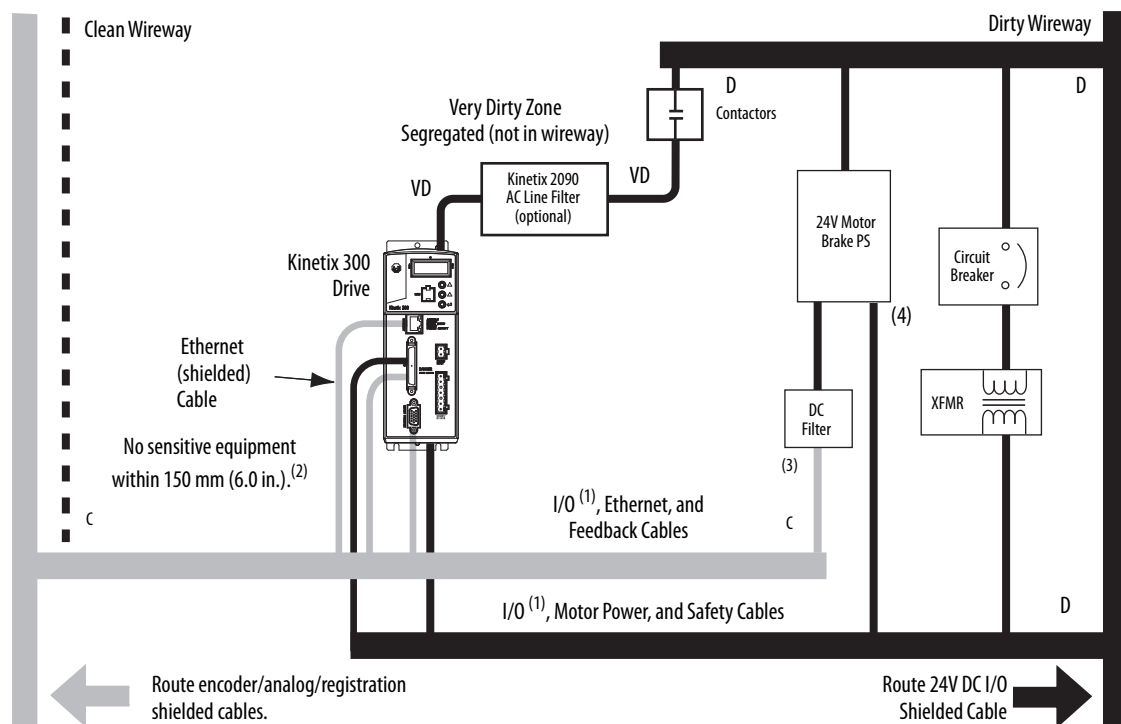 Clean Wireway
Dirty Wireway
D
Contactors
D
Very Dirty Zone
Segregated (not in wireway)
VD
Kinetix 2090
AC Line Filter
(optional)
VD
24V Motor
Brake PS
Circuit
Breaker
Kinetix 300
Drive
Kinetix 300
(4)
Ethernet
(shielded)
Cable
XFMR
DC
Filter
(3)
No sensitive equipment
within 150 mm (6.0 in.).(2)
C
I/O (1), Ethernet, and
Feedback Cables
C
I/O (1), Motor Power, and Safety Cables
D
Route encoder/analog/registration
shielded cables.
Route 24V DC I/O
Shielded Cable